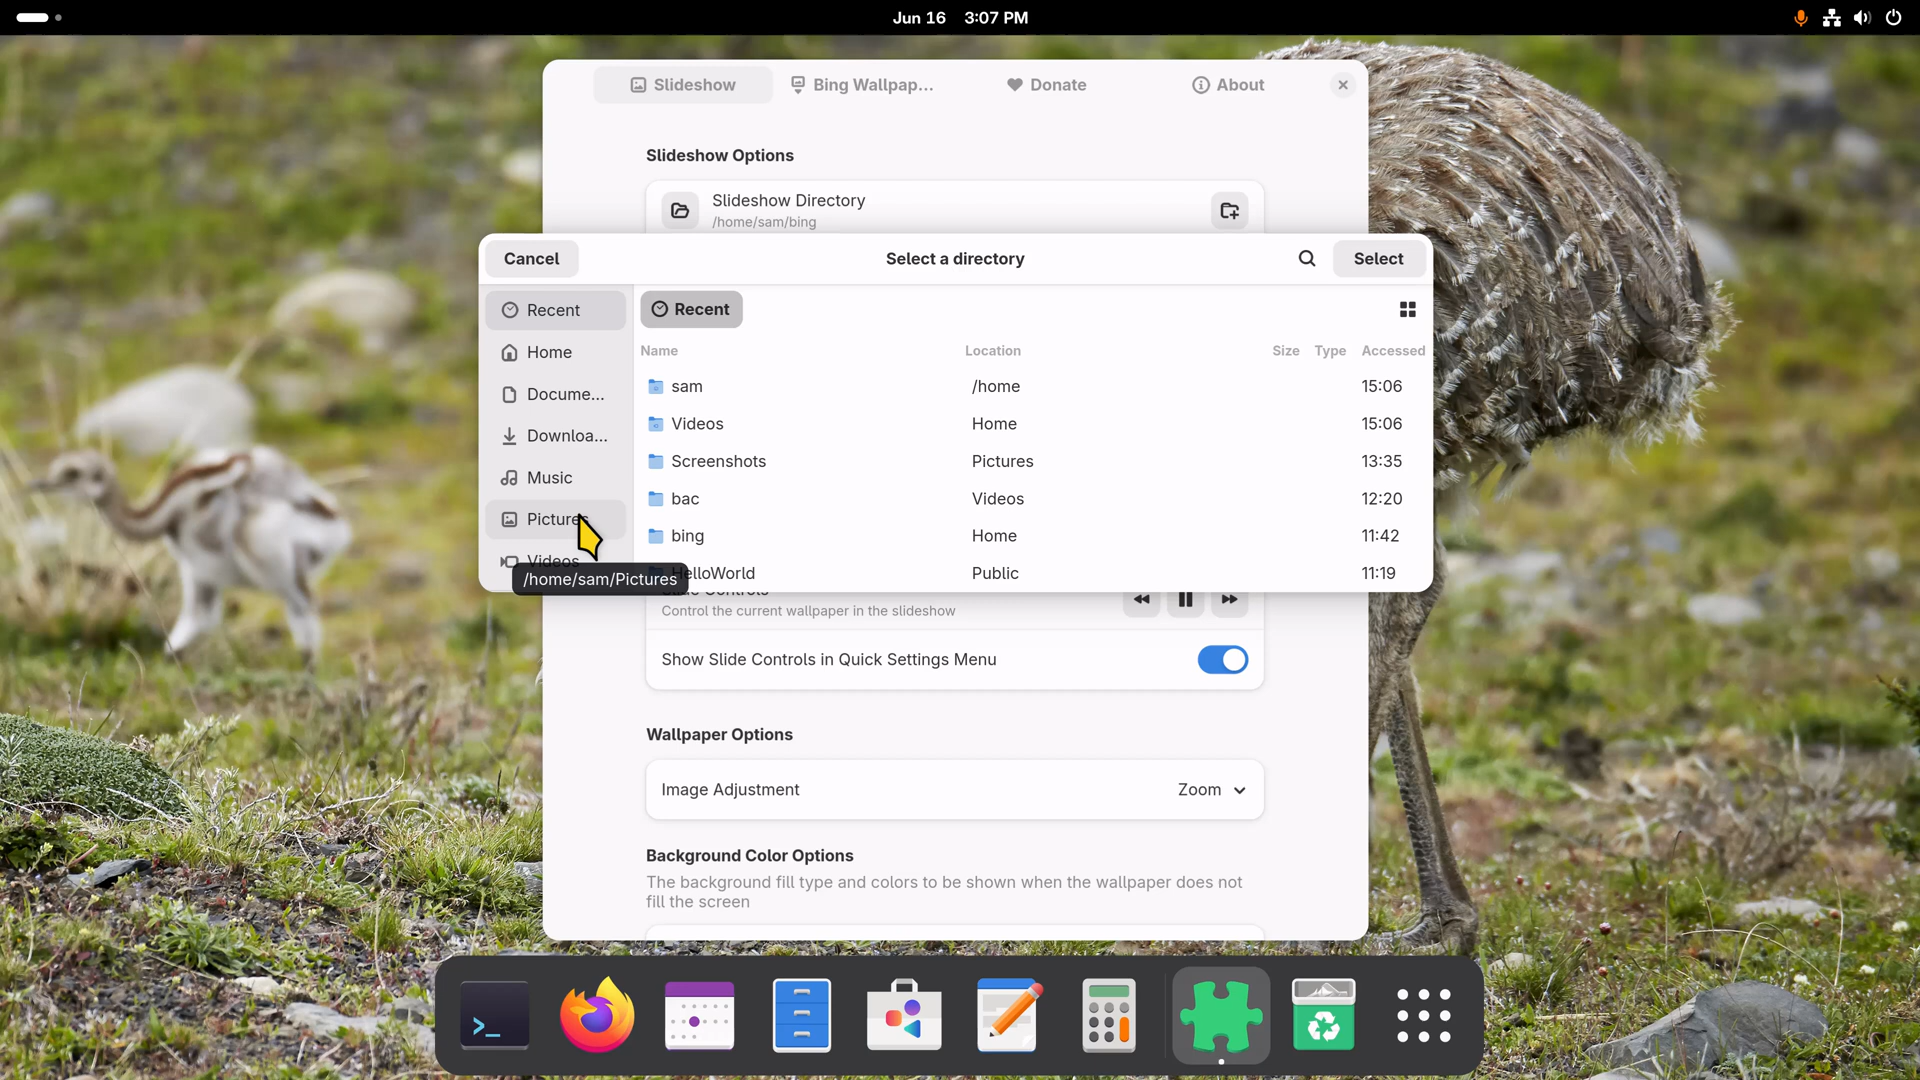 Jun 16 3:07 PM
Slideshow
Bing Wallpap...
Donate
About
Slideshow Options
Slideshow Directory
/home/sam/bing
Cancel
Select a directory
Select
Recent
Home
Docume...
Downloa...
Music
Pictures
Videos
/home/sam/Pictures
Recent
Name Location Size Type Accessed
sam /home 15:06
Videos Home 15:06
Screenshots Pictures 13:35
bac Videos 12:20
bing Home 11:42
HelloWorld Public 11:19
Slide Controls
Control the current wallpaper in the slideshow
Show Slide Controls in Quick Settings Menu
Wallpaper Options
Image Adjustment Zoom
Background Color Options
The background fill type and colors to be shown when the wallpaper does not
fill the screen